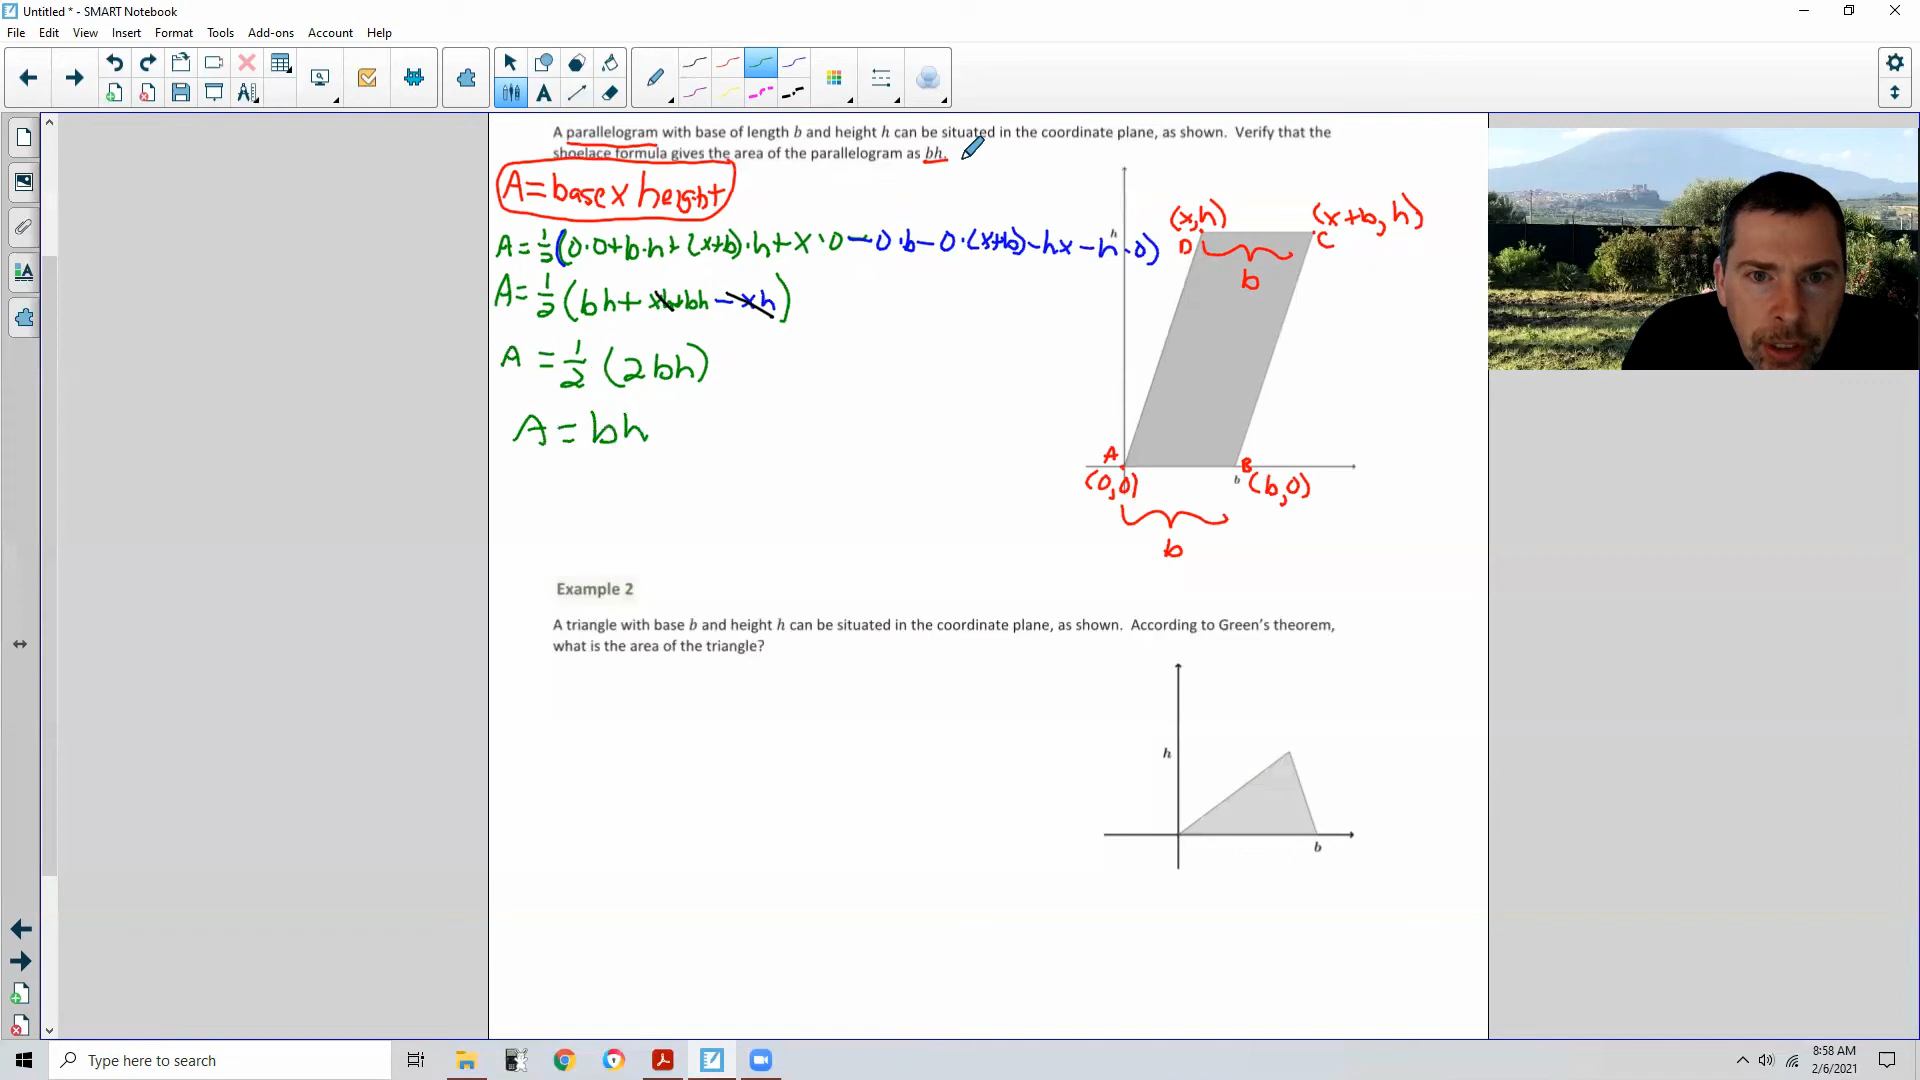 Untitled * - SMART Notebook
File Edit View Insert Format Tools Add-ons Account Help
A parallelogram with base of length b and height h can be situated in the coordinate plane, as shown. Verify that the
shoelace formula gives the area of the parallelogram as bh.
A = base x height
A = 1/2 (0·0 + b·h + (x+b)·h + x·0 − 0·b − 0·(x+b) − hx − h·0)
A = 1/2 (bh + xh + bh − xh)
A = 1/2 (2bh)
A = bh
(x, h)
(x+b, h)
h
D
C
b
A
B
(0,0)
b
(b,0)
b
Example 2
A triangle with base b and height h can be situated in the coordinate plane, as shown. According to Green's theorem,
what is the area of the triangle?
h
b
Type here to search
8:58 AM
2/6/2021